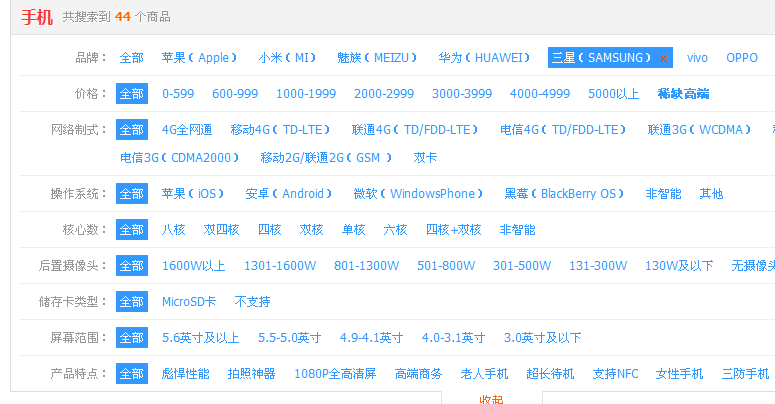 手机 共搜索到 44 个商品
品牌： 全部 苹果（Apple） 小米（MI） 魅族（MEIZU） 华为（HUAWEI） 三星（SAMSUNG） × vivo OPPO
价格： 全部 0-599 600-999 1000-1999 2000-2999 3000-3999 4000-4999 5000以上 稀缺高端
网络制式： 全部 4G全网通 移动4G（TD-LTE） 联通4G（TD/FDD-LTE） 电信4G（TD/FDD-LTE） 联通3G（WCDMA）
电信3G（CDMA2000） 移动2G/联通2G（GSM ） 双卡
操作系统： 全部 苹果（iOS） 安卓（Android） 微软（WindowsPhone） 黑莓（BlackBerry OS） 非智能 其他
核心数： 全部 八核 双四核 四核 双核 单核 六核 四核+双核 非智能
后置摄像头： 全部 1600W以上 1301-1600W 801-1300W 501-800W 301-500W 131-300W 130W及以下 无摄像头
储存卡类型： 全部 MicroSD卡 不支持
屏幕范围： 全部 5.6英寸及以上 5.5-5.0英寸 4.9-4.1英寸 4.0-3.1英寸 3.0英寸及以下
产品特点： 全部 彪悍性能 拍照神器 1080P全高清屏 高端商务 老人手机 超长待机 支持NFC 女性手机 三防手机
收起